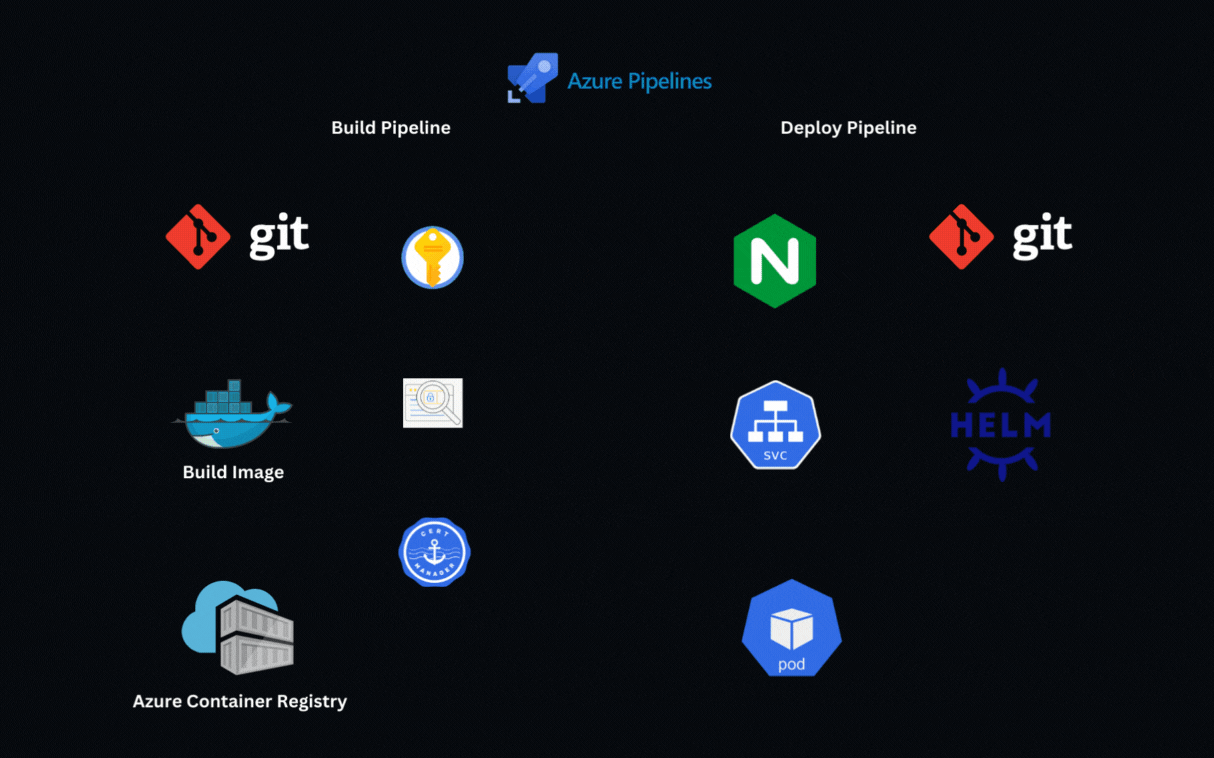 Azure Pipelines
Build Pipeline
Deploy Pipeline
git
N
git
svc
HELM
Build Image
CERT
MANAGER
pod
Azure Container Registry